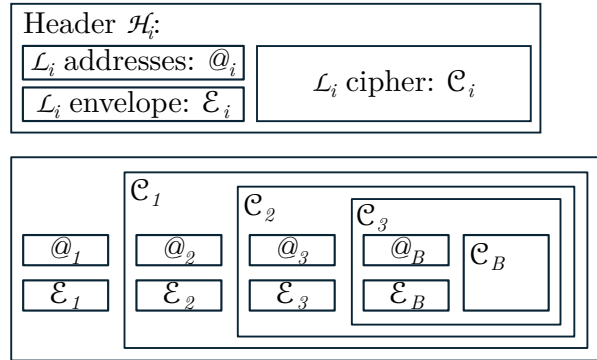 Header ℋᵢ:
ℒᵢ addresses: @ᵢ
ℒᵢ envelope: ℰᵢ
ℒᵢ cipher: 𝒞ᵢ
𝒞₁
𝒞₂
𝒞₃
@₁ @₂ @₃ @_B 𝒞_B
ℰ₁ ℰ₂ ℰ₃ ℰ_B